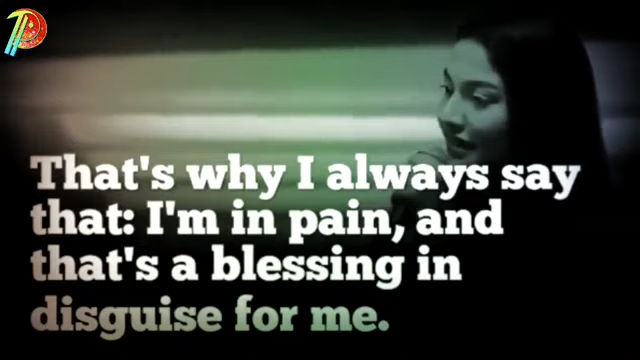 That's why I always say
that: I'm in pain, and
that's a blessing in
disguise for me.